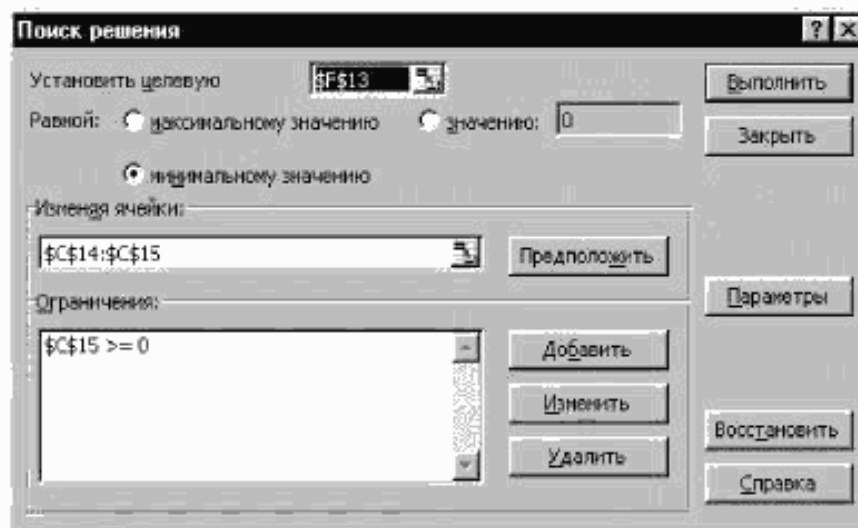 Поиск решения
? ×
Установить целевую $F$13
Равной: максимальному значению значению: 0
минимальному значению
Изменяя ячейки:
$C$14:$C$15
Предположить
Ограничения:
$C$15 >= 0
Добавить
Изменить
Удалить
Выполнить
Закрыть
Параметры
Восстановить
Справка